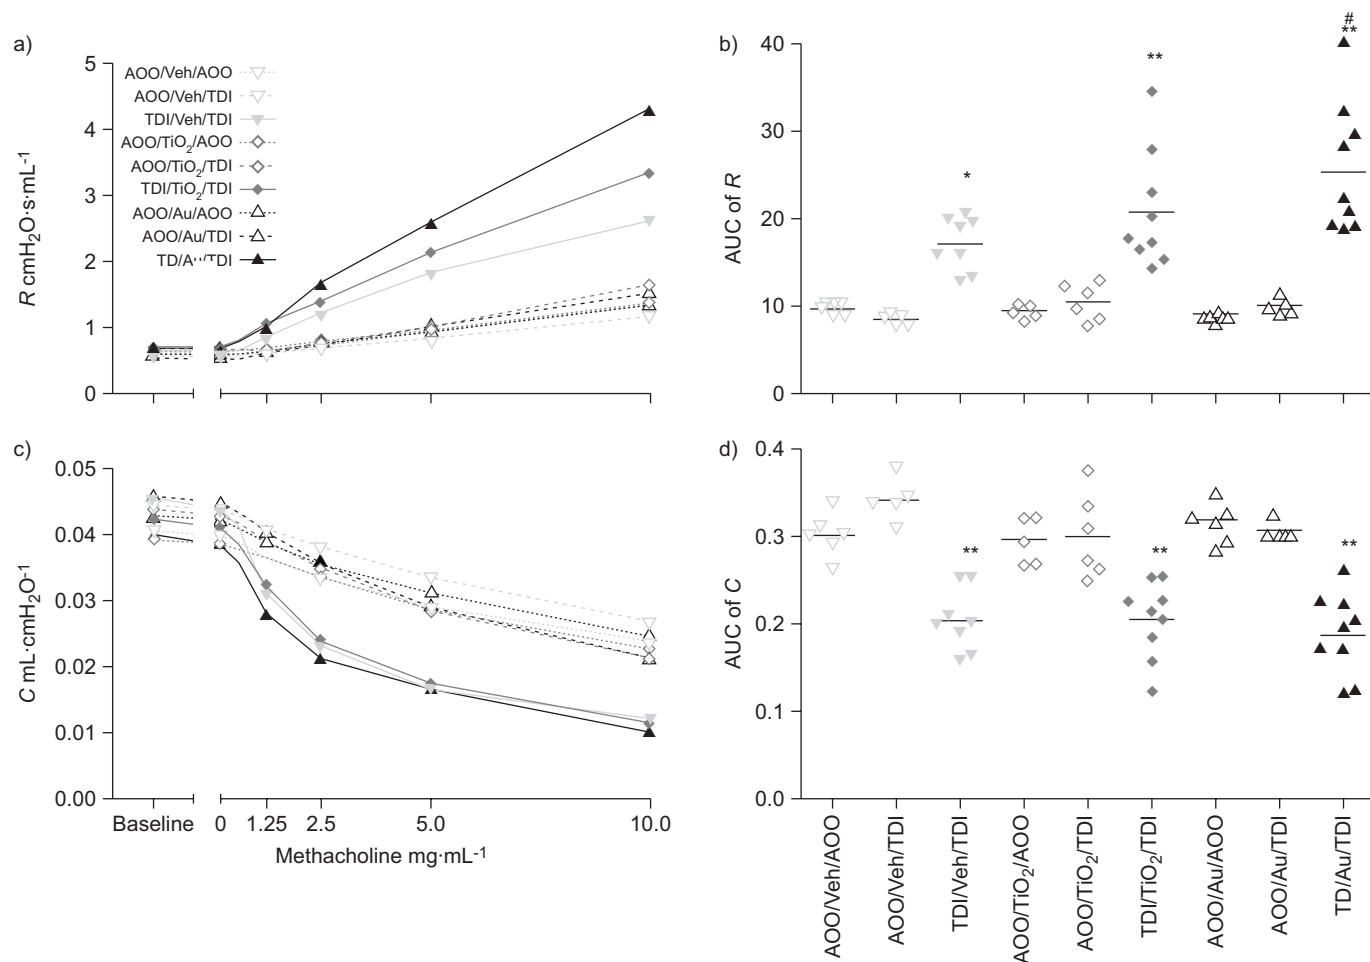 a)
5
4
3
2
1
0
R cmH₂O·s·mL⁻¹
AOO/Veh/AOO
AOO/Veh/TDI
TDI/Veh/TDI
AOO/TiO₂/AOO
AOO/TiO₂/TDI
TDI/TiO₂/TDI
AOO/Au/AOO
AOO/Au/TDI
b)
40
30
20
10
0
AUC of R
*
**
#
**
c)
0.05
0.04
0.03
0.02
0.01
0.00
C mL·cmH₂O⁻¹
Baseline 0 1.25 2.5 5.0 10.0
Methacholine mg·mL⁻¹
d)
0.4
0.3
0.2
0.1
0.0
AUC of C
**
**
**
AOO/Veh/AOO
AOO/Veh/TDI
TDI/Veh/TDI
AOO/TiO₂/AOO
AOO/TiO₂/TDI
TDI/TiO₂/TDI
AOO/Au/AOO
AOO/Au/TDI
TD/Au/TDI